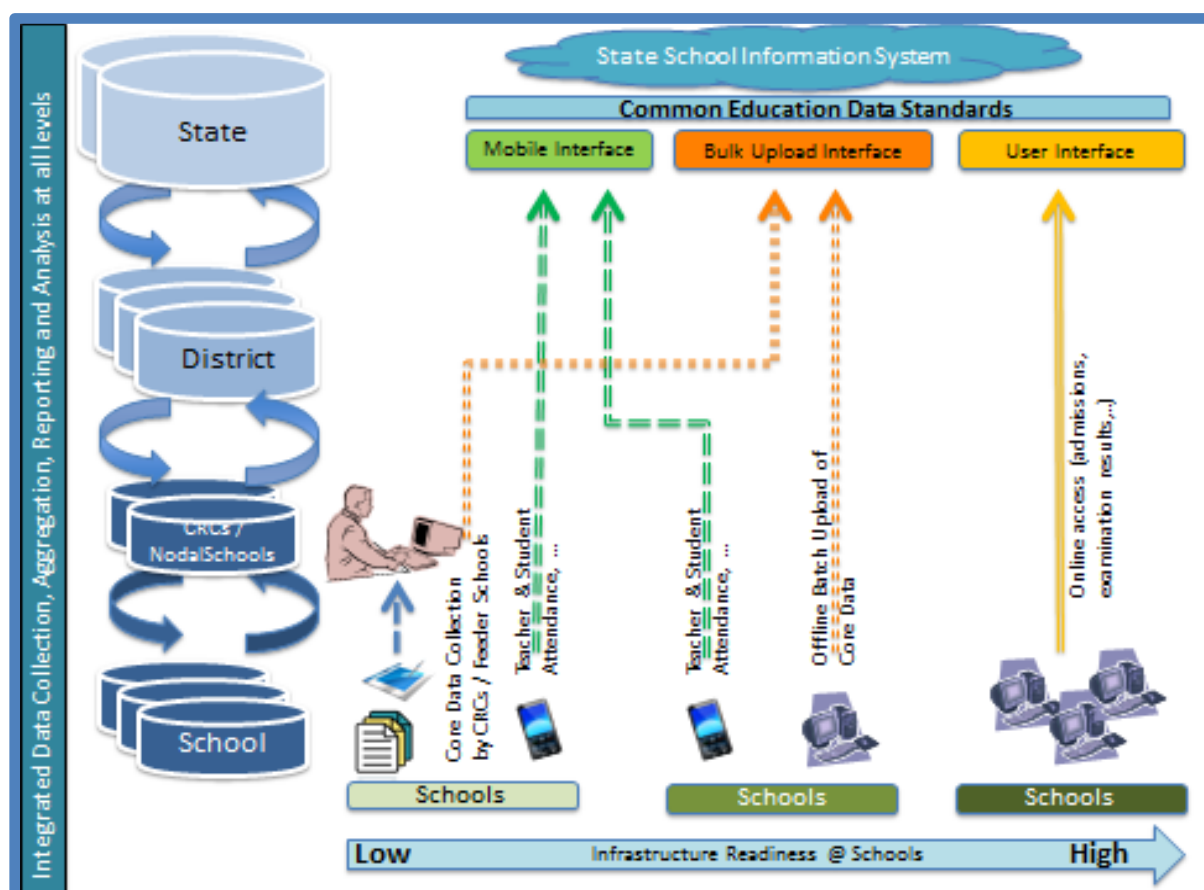 Integrated Data Collection, Aggregation, Reporting and Analysis at all levels
State
District
CRCs /
NodalSchools
School
State School Information System
Common Education Data Standards
Mobile Interface
Bulk Upload Interface
User Interface
Core Data Collection
by CRCs / Feeder Schools
Teacher & Student
Attendance, ...
Teacher & Student
Attendance, ...
Offline Batch Upload of
Core Data
Online access (admissions,
examination results,..)
Schools
Schools
Schools
Low
Infrastructure Readiness @ Schools
High